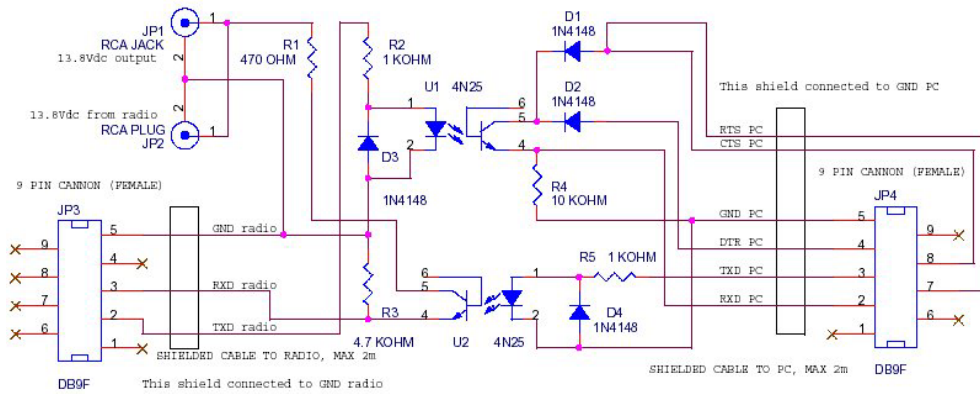 1
JP1
RCA JACK
13.8Vdc output
2
13.8Vdc from radio
2
RCA PLUG
JP2
1
R1
470 OHM
R2
1 KOHM
U1
4N25
1
2
6
5
4
D3
1N4148
D1
1N4148
D2
1N4148
R4
10 KOHM
This shield connected to GND PC
RTS PC
CTS PC
9 PIN CANNON (FEMALE)
JP3
9
8
7
6
5
4
3
2
1
DB9F
GND radio
RXD radio
TXD radio
SHIELDED CABLE TO RADIO, MAX 2m
This shield connected to GND radio
R3
4.7 KOHM
6
5
4
U2
4N25
1
2
D4
1N4148
R5 1 KOHM
GND PC
DTR PC
TXD PC
RXD PC
SHIELDED CABLE TO PC, MAX 2m
9 PIN CANNON (FEMALE)
JP4
5
4
3
2
1
9
8
7
6
DB9F